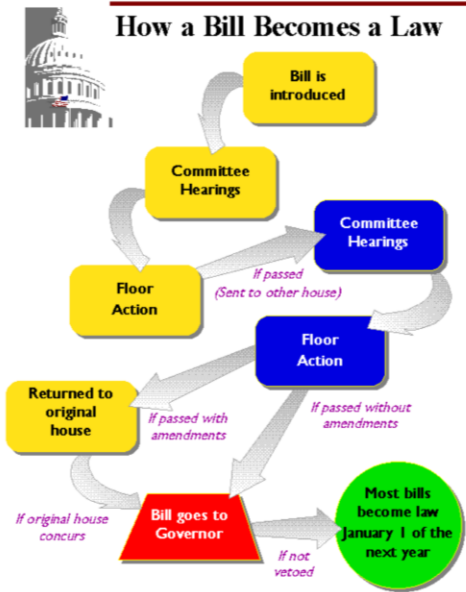 How a Bill Becomes a Law
Bill is
introduced
Committee
Hearings
Committee
Hearings
Floor
Action
If passed
(Sent to other house)
Floor
Action
Returned to
original
house
If passed with
amendments
If passed without
amendments
If original house
concurs
Bill goes to
Governor
If not
vetoed
Most bills
become law
January 1 of the
next year